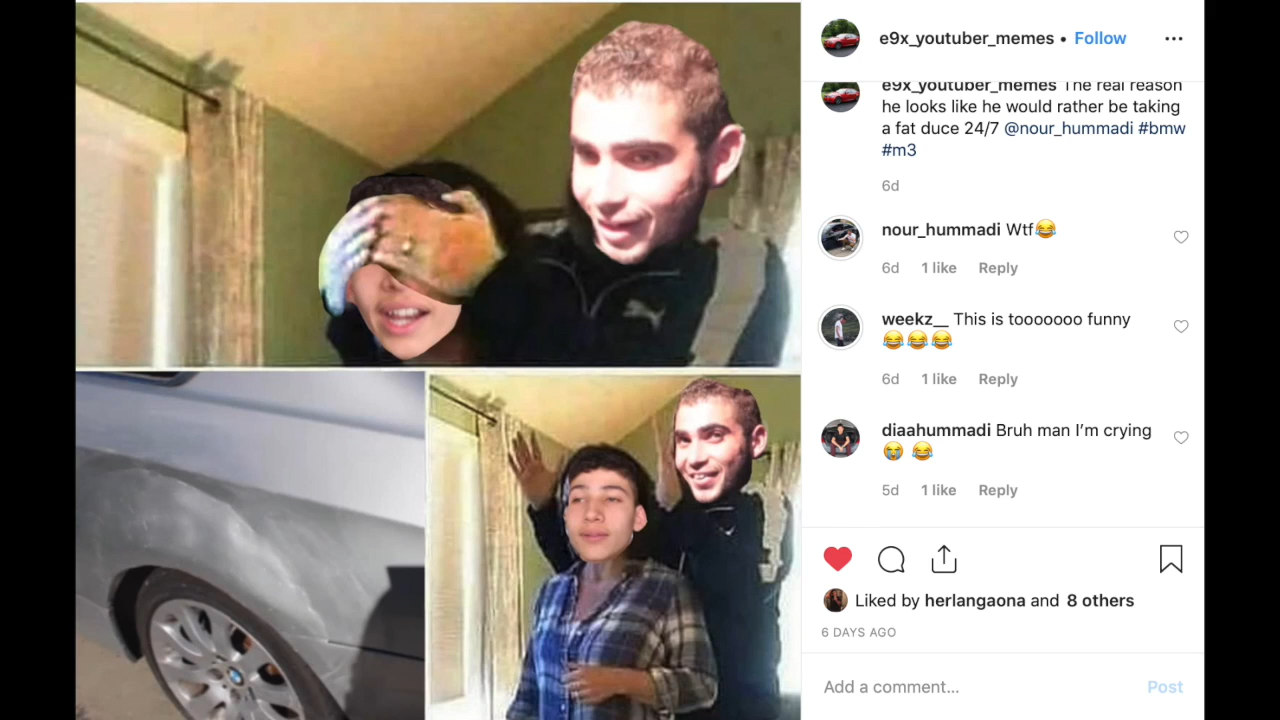 e9x_youtuber_memes • Follow
e9x_youtuber_memes The real reason
he looks like he would rather be taking
a fat duce 24/7 @nour_hummadi #bmw
#m3
6d
nour_hummadi Wtf😂
6d 1 like Reply
weekz__ This is tooooooo funny
😂😂😂
6d 1 like Reply
diaahummadi Bruh man I’m crying
😭 😂
5d 1 like Reply
Liked by herlangaona and 8 others
6 DAYS AGO
Add a comment... Post